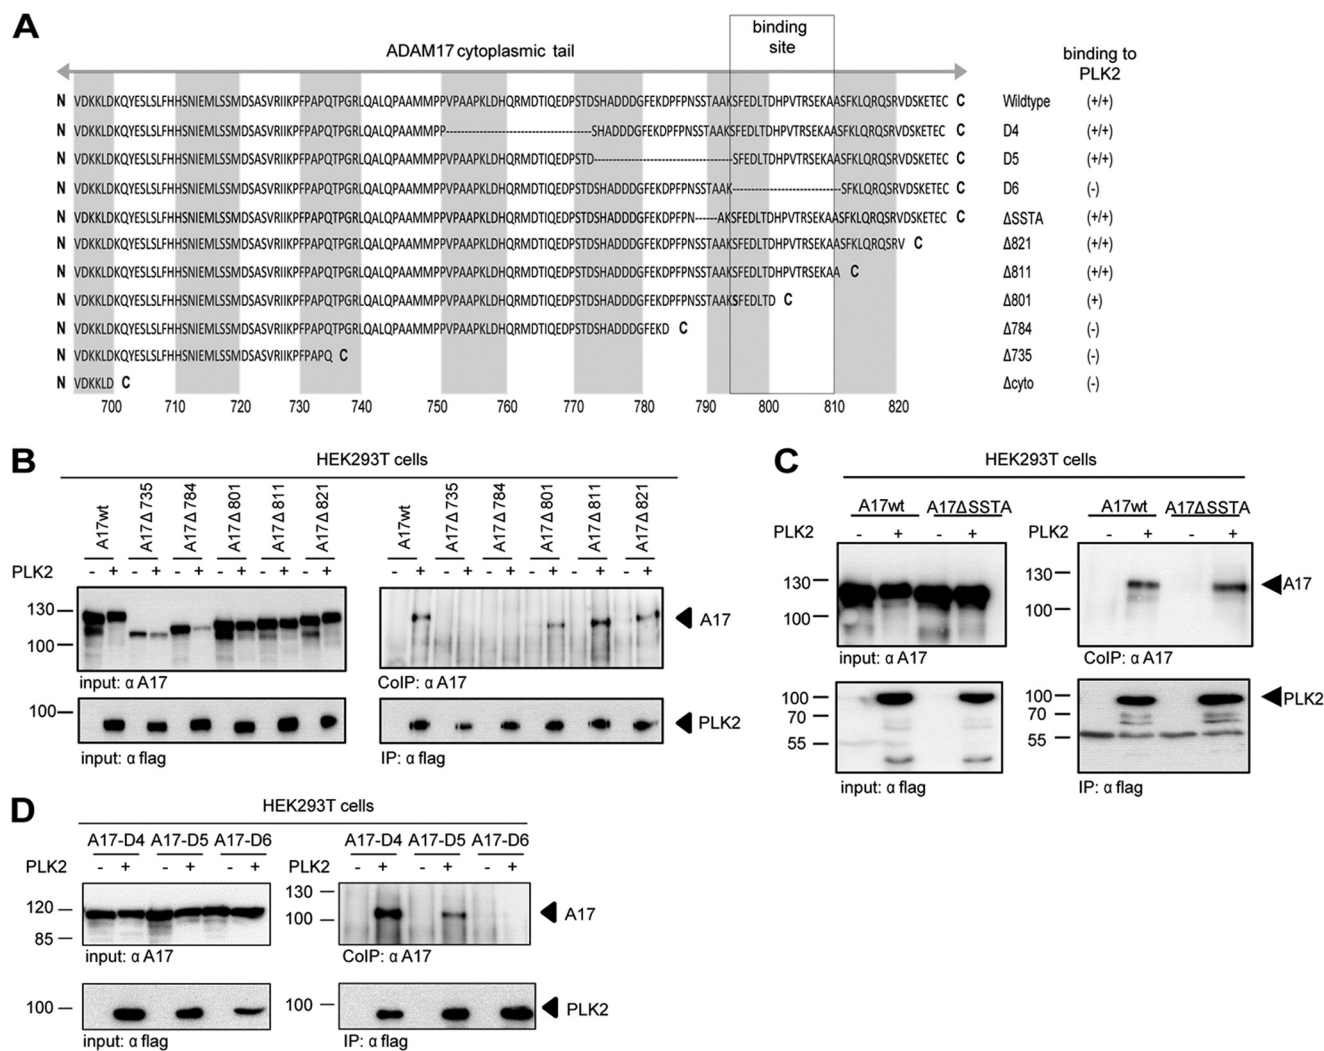 A
binding
site
ADAM17 cytoplasmic tail
binding to
PLK2
N VDKKLDKQYESLSLFHHSNIEMLSSMDSASVRIIKPFPAPQTPGRLQALQPAAMMPPVPAAPKLDHQRMDTIQEDPSTDSHADDDGFEKDPFPNSSTAAKSFEDLTDHPVTRSEKAASFKLQRQSRVDSKETEC C Wildtype (+/+)
N VDKKLDKQYESLSLFHHSNIEMLSSMDSASVRIIKPFPAPQTPGRLQALQPAAMMPP------------------------------SHADDDGFEKDPFPNSSTAAKSFEDLTDHPVTRSEKAASFKLQRQSRVDSKETEC C D4 (+/+)
N VDKKLDKQYESLSLFHHSNIEMLSSMDSASVRIIKPFPAPQTPGRLQALQPAAMMPPVPAAPKLDHQRMDTIQEDPSTD------------------------------SFEDLTDHPVTRSEKAASFKLQRQSRVDSKETEC C D5 (+/+)
N VDKKLDKQYESLSLFHHSNIEMLSSMDSASVRIIKPFPAPQTPGRLQALQPAAMMPPVPAAPKLDHQRMDTIQEDPSTDSHADDDGFEKDPFPNSSTAAK-----------------------SFKLQRQSRVDSKETEC C D6 (-)
N VDKKLDKQYESLSLFHHSNIEMLSSMDSASVRIIKPFPAPQTPGRLQALQPAAMMPPVPAAPKLDHQRMDTIQEDPSTDSHADDDGFEKDPFPN-----AKSFEDLTDHPVTRSEKAASFKLQRQSRVDSKETEC C ΔSSTA (+/+)
N VDKKLDKQYESLSLFHHSNIEMLSSMDSASVRIIKPFPAPQTPGRLQALQPAAMMPPVPAAPKLDHQRMDTIQEDPSTDSHADDDGFEKDPFPNSSTAAKSFEDLTDHPVTRSEKAASFKLQRQSRV C Δ821 (+/+)
N VDKKLDKQYESLSLFHHSNIEMLSSMDSASVRIIKPFPAPQTPGRLQALQPAAMMPPVPAAPKLDHQRMDTIQEDPSTDSHADDDGFEKDPFPNSSTAAKSFEDLTDHPVTRSEKAA C Δ811 (+/+)
N VDKKLDKQYESLSLFHHSNIEMLSSMDSASVRIIKPFPAPQTPGRLQALQPAAMMPPVPAAPKLDHQRMDTIQEDPSTDSHADDDGFEKDPFPNSSTAAKSFEDLTD C Δ801 (+)
N VDKKLDKQYESLSLFHHSNIEMLSSMDSASVRIIKPFPAPQTPGRLQALQPAAMMPPVPAAPKLDHQRMDTIQEDPSTDSHADDDGFEKD C Δ784 (-)
N VDKKLDKQYESLSLFHHSNIEMLSSMDSASVRIIKPFPAPQ C Δ735 (-)
N VDKKLD C Δcyto (-)
700 710 720 730 740 750 760 770 780 790 800 810 820
B
HEK293T cells
A17wt A17Δ735 A17Δ784 A17Δ801 A17Δ811 A17Δ821 A17wt A17Δ735 A17Δ784 A17Δ801 A17Δ811 A17Δ821
PLK2 - + - + - + - + - + - + - + - + - + - + - + - +
130
100
A17
input: α A17 CoIP: α A17
100
PLK2
input: α flag IP: α flag
C
HEK293T cells
A17wt A17ΔSSTA A17wt A17ΔSSTA
PLK2 - + - + PLK2 - + - +
130 130
100 100
A17
input: α A17 CoIP: α A17
100 100
70 70
55 55
PLK2
input: α flag IP: α flag
D
HEK293T cells
A17-D4 A17-D5 A17-D6 A17-D4 A17-D5 A17-D6
PLK2 - + - + - + PLK2 - + - + - +
120 130
85 100
A17
input: α A17 CoIP: α A17
100 100
PLK2
input: α flag IP: α flag